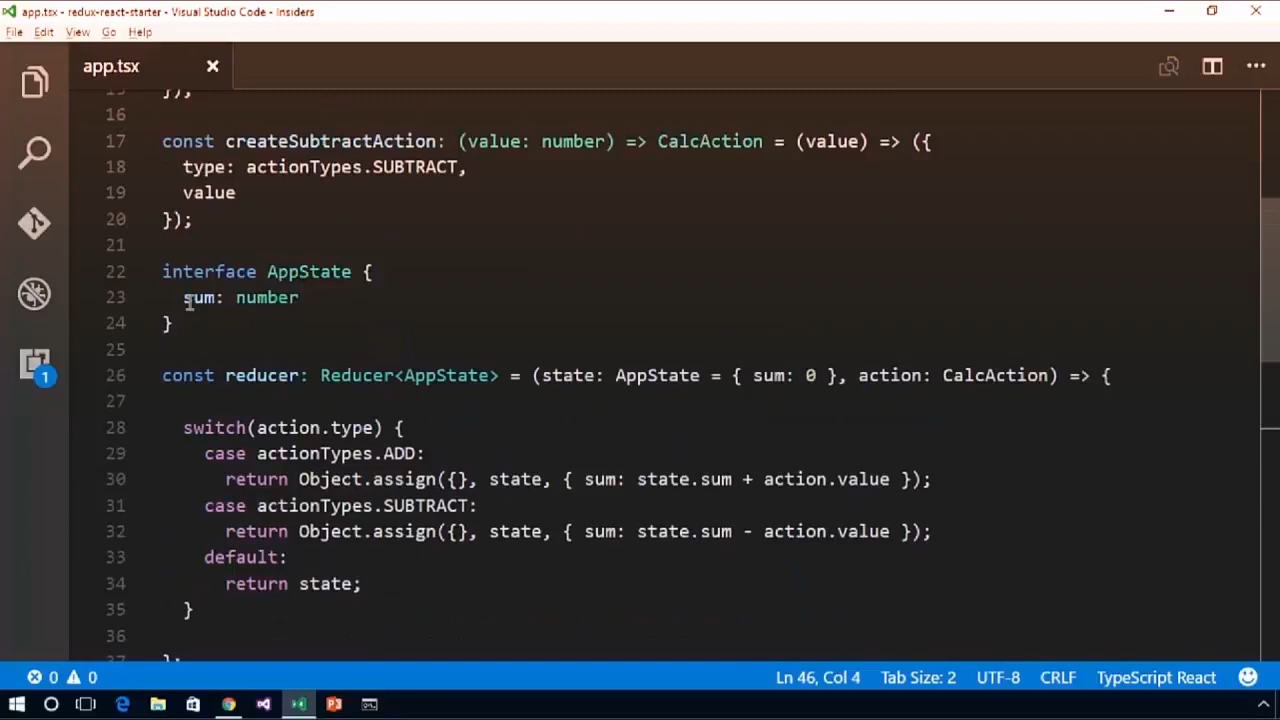 app.tsx - redux-react-starter - Visual Studio Code - Insiders
File Edit View Go Help
app.tsx
15 });
16
17 const createSubtractAction: (value: number) => CalcAction = (value) => ({
18 type: actionTypes.SUBTRACT,
19 value
20 });
21
22 interface AppState {
23 sum: number
24 }
25
26 const reducer: Reducer<AppState> = (state: AppState = { sum: 0 }, action: CalcAction) => {
27
28 switch(action.type) {
29 case actionTypes.ADD:
30 return Object.assign({}, state, { sum: state.sum + action.value });
31 case actionTypes.SUBTRACT:
32 return Object.assign({}, state, { sum: state.sum - action.value });
33 default:
34 return state;
35 }
36
37 };
1
0 0 Ln 46, Col 4 Tab Size: 2 UTF-8 CRLF TypeScript React